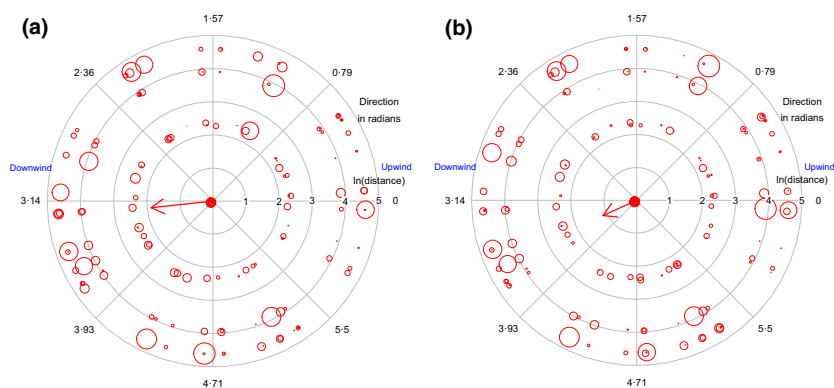 (a)
1·57
0·79
Direction
in radians
Upwind
ln(distance)
0
1
2
3
4
5
2·36
Downwind
3·14
3·93
4·71
5·5
(b)
1·57
0·79
Direction
in radians
Upwind
ln(distance)
0
1
2
3
4
5
2·36
Downwind
3·14
3·93
4·71
5·5